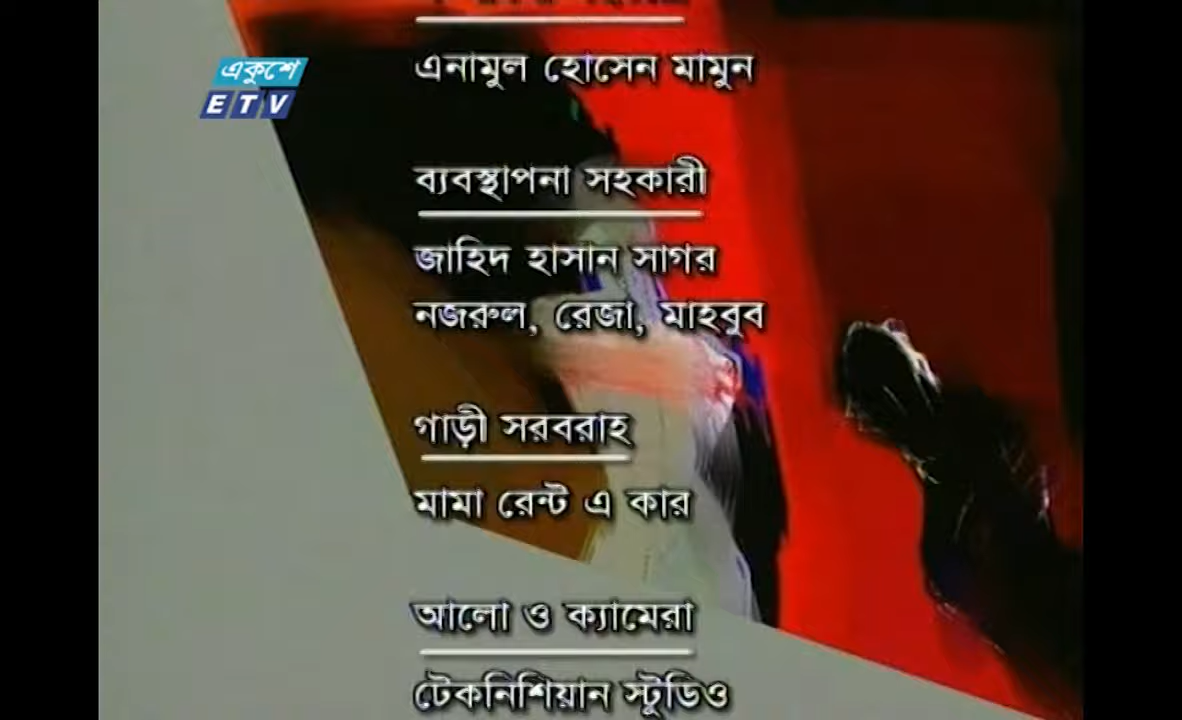 একুশে
ETV
এনামুল হোসেন মামুন
ব্যবস্থাপনা সহকারী
জাহিদ হাসান সাগর
নজরুল, রেজা, মাহবুব
গাড়ী সরবরাহ
মামা রেন্ট এ কার
আলো ও ক্যামেরা
টেকনিশিয়ান স্টুডিও